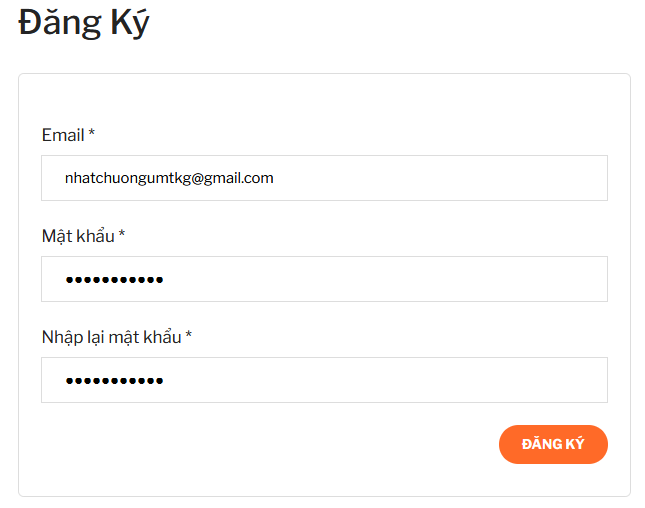 Đăng Ký
Email *
nhatchuongumtkg@gmail.com
Mật khẩu *
•••••••••••
Nhập lại mật khẩu *
•••••••••••
ĐĂNG KÝ